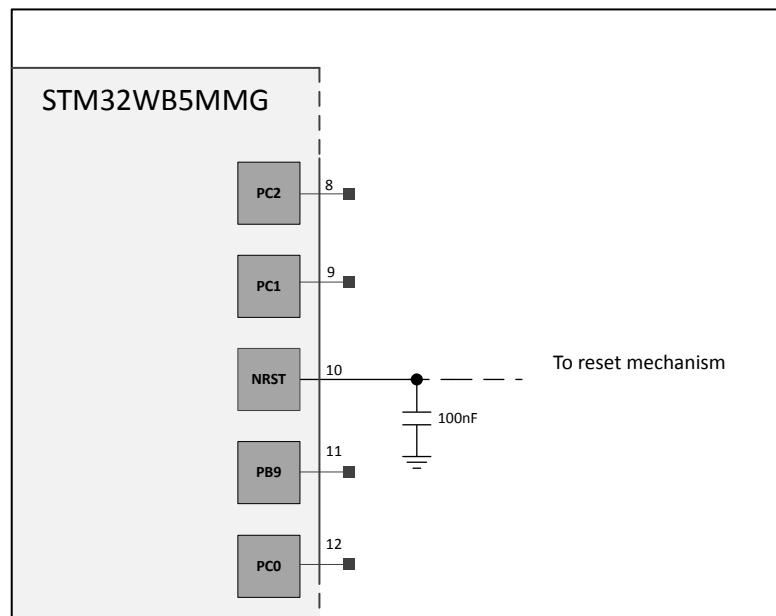 STM32WB5MMG
PC2
8
PC1
9
NRST
10
To reset mechanism
100nF
PB9
11
PC0
12